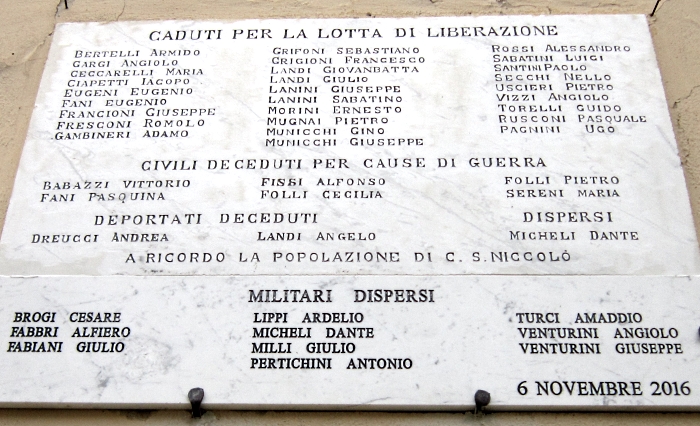 CADUTI PER LA LOTTA DI LIBERAZIONE
BERTELLI ARMIDO
GARGI ANGIOLO
CECCARELLI MARIA
CIAPETTI IACOPO
EUGENI EUGENIO
FANI EUGENIO
FRANCIONI GIUSEPPE
FRESCONI ROMOLO
GAMBINERI ADAMO
GRIFONI SEBASTIANO
GRIGIONI FRANCESCO
LANDI GIOVANBATTA
LANDI GIULIO
LANINI GIUSEPPE
LANINI SABATINO
MORINI ERNESTO
MUGNAI PIETRO
MUNICCHI GINO
MUNICCHI GIUSEPPE
ROSSI ALESSANDRO
SABATINI LUIGI
SANTINI PAOLO
SECCHI NELLO
USCIERI PIETRO
VIZZI ANGIOLO
TORELLI GUIDO
RUSCONI PASQUALE
PAGNINI UGO
CIVILI DECEDUTI PER CAUSE DI GUERRA
BABAZZI VITTORIO
FANI PASQUINA
FISSI ALFONSO
FOLLI CECILIA
FOLLI PIETRO
SERENI MARIA
DEPORTATI DECEDUTI
DREUCCI ANDREA
LANDI ANGELO
DISPERSI
MICHELI DANTE
A RICORDO LA POPOLAZIONE DI C. S. NICCOLÓ
MILITARI DISPERSI
BROGI CESARE
FABBRI ALFIERO
FABIANI GIULIO
LIPPI ARDELIO
MICHELI DANTE
MILLI GIULIO
PERTICHINI ANTONIO
TURCI AMADDIO
VENTURINI ANGIOLO
VENTURINI GIUSEPPE
6 NOVEMBRE 2016